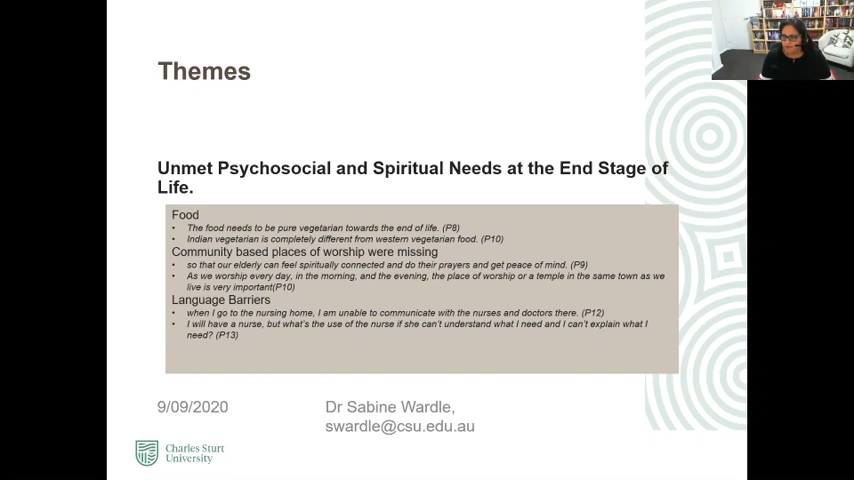 Themes
Unmet Psychosocial and Spiritual Needs at the End Stage of
Life.
Food
• The food needs to be pure vegetarian towards the end of life. (P8)
• Indian vegetarian is completely different from western vegetarian food. (P10)
Community based places of worship were missing
• so that our elderly can feel spiritually connected and do their prayers and get peace of mind. (P9)
• As we worship every day, in the morning, and the evening, the place of worship or a temple in the same town as we
live is very important(P10)
Language Barriers
• when I go to the nursing home, I am unable to communicate with the nurses and doctors there. (P12)
• I will have a nurse, but what's the use of the nurse if she can't understand what I need and I can't explain what I
need? (P13)
9/09/2020
Dr Sabine Wardle,
swardle@csu.edu.au
Charles Sturt
University